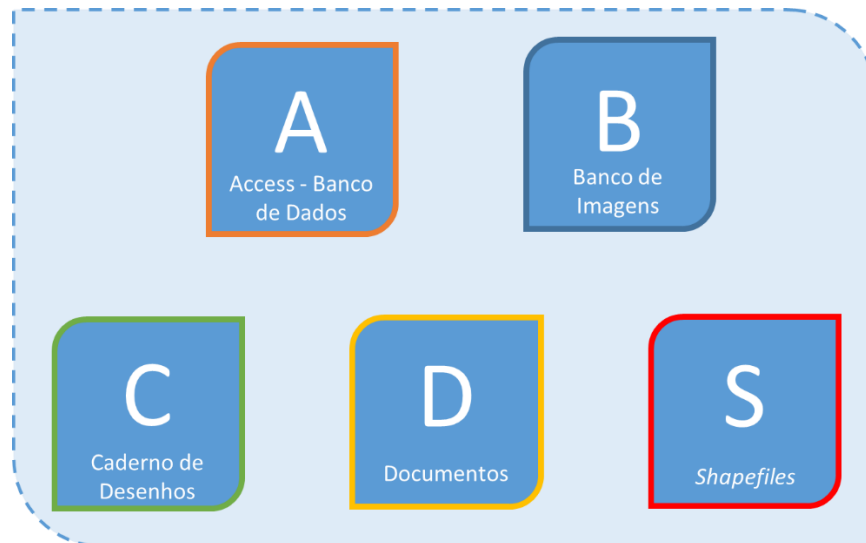 A
Access - Banco
de Dados
B
Banco de
Imagens
C
Caderno de
Desenhos
D
Documentos
S
Shapefiles